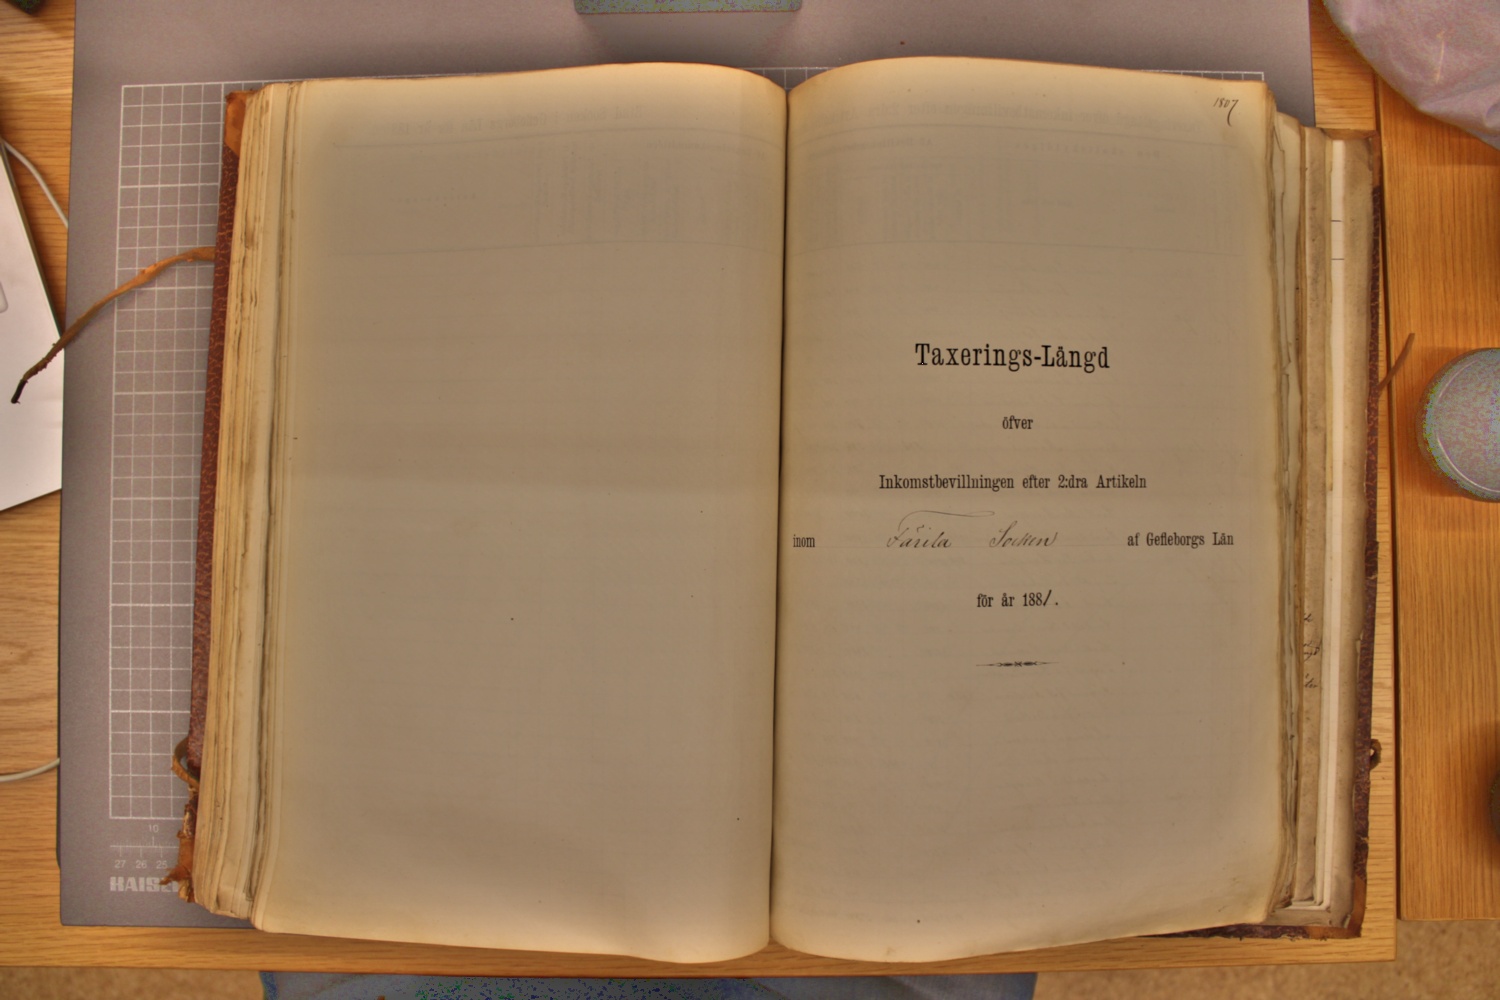 1807
Taxerings-Längd
öfver
Inkomstbevillningen efter 2:dra Artikeln
inom Färila Socken af Gefleborgs Län
för år 1881.
10
27 26 25
HAISE